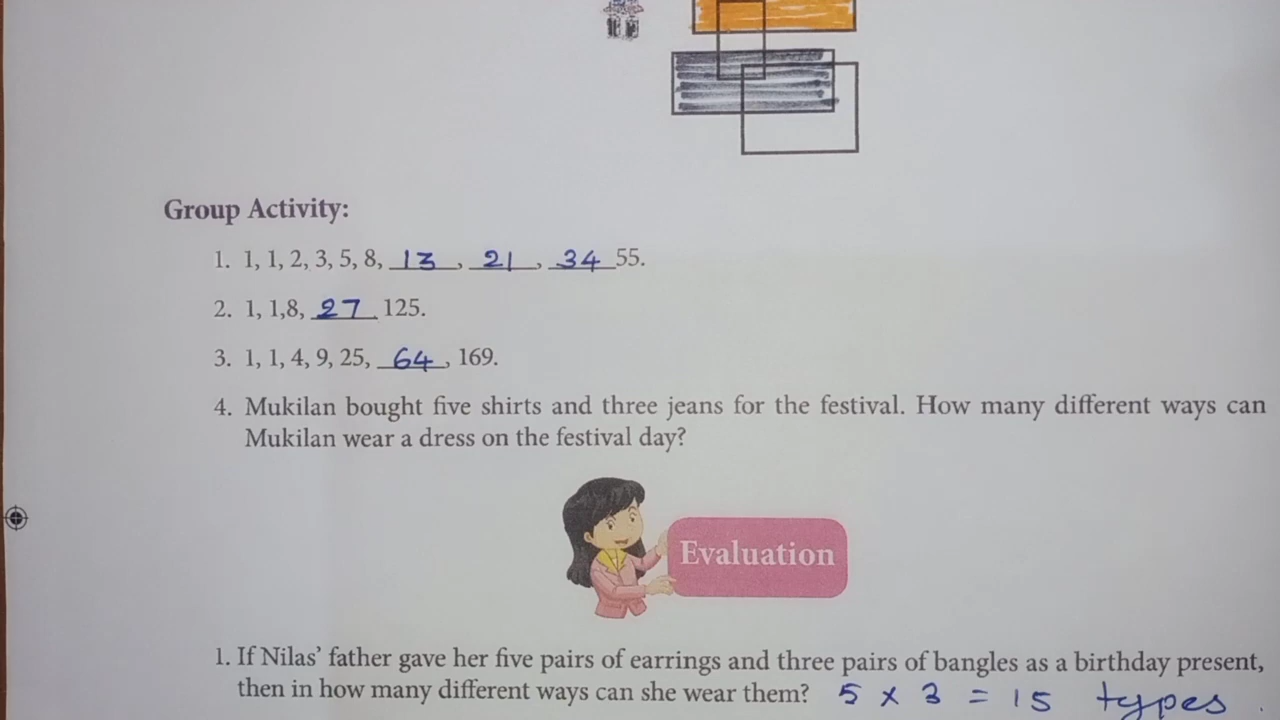 Group Activity:
1. 1, 1, 2, 3, 5, 8, 13, 21, 34 55.
2. 1, 1,8, 27 125.
3. 1, 1, 4, 9, 25, 64, 169.
4. Mukilan bought five shirts and three jeans for the festival. How many different ways can
Mukilan wear a dress on the festival day?
Evaluation
1. If Nilas’ father gave her five pairs of earrings and three pairs of bangles as a birthday present,
then in how many different ways can she wear them? 5 x 3 = 15 types.